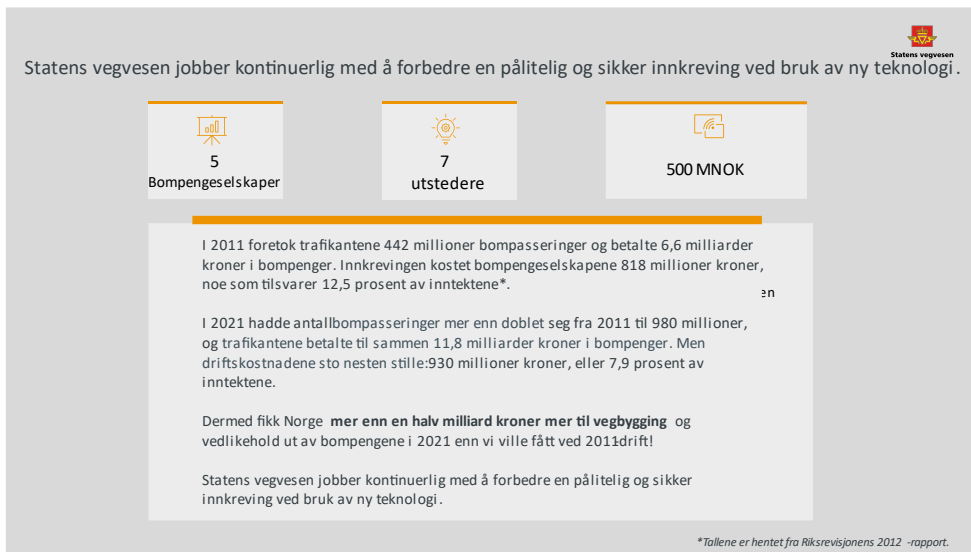 Statens vegvesen
Statens vegvesen jobber kontinuerlig med å forbedre en pålitelig og sikker innkreving ved bruk av ny teknologi.
5
Bompengeselskaper
7
utstedere
500 MNOK
I 2011 foretok trafikantene 442 millioner bompasseringer og betalte 6,6 milliarder
kroner i bompenger. Innkrevingen kostet bompengeselskapene 818 millioner kroner,
noe som tilsvarer 12,5 prosent av inntektene*.
en
I 2021 hadde antallbompasseringer mer enn doblet seg fra 2011 til 980 millioner,
og trafikantene betalte til sammen 11,8 milliarder kroner i bompenger. Men
driftskostnadene sto nesten stille:930 millioner kroner, eller 7,9 prosent av
inntektene.
Dermed fikk Norge mer enn en halv milliard kroner mer til vegbygging og
vedlikehold ut av bompengene i 2021 enn vi ville fått ved 2011-drift!
Statens vegvesen jobber kontinuerlig med å forbedre en pålitelig og sikker
innkreving ved bruk av ny teknologi.
*Tallene er hentet fra Riksrevisjonens 2012 -rapport.